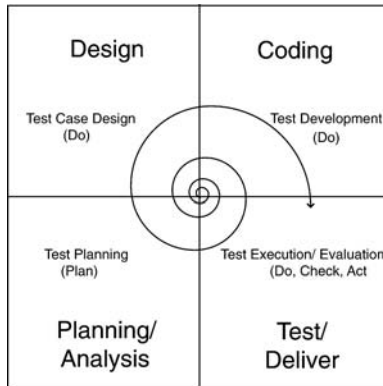 Design
Coding
Test Case Design
(Do)
Test Development
(Do)
Test Planning
(Plan)
Test Execution/ Evaluation
(Do, Check, Act
Planning/
Analysis
Test/
Deliver